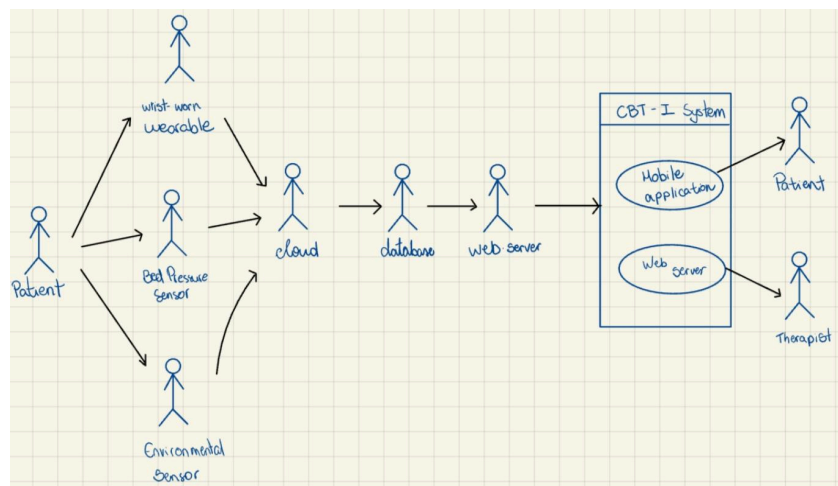 wrist-worn
wearable
Patient
Bed Pressure
Sensor
Environmental
Sensor
cloud
database
web server
CBT-I System
Mobile
application
Web server
Patient
Therapist